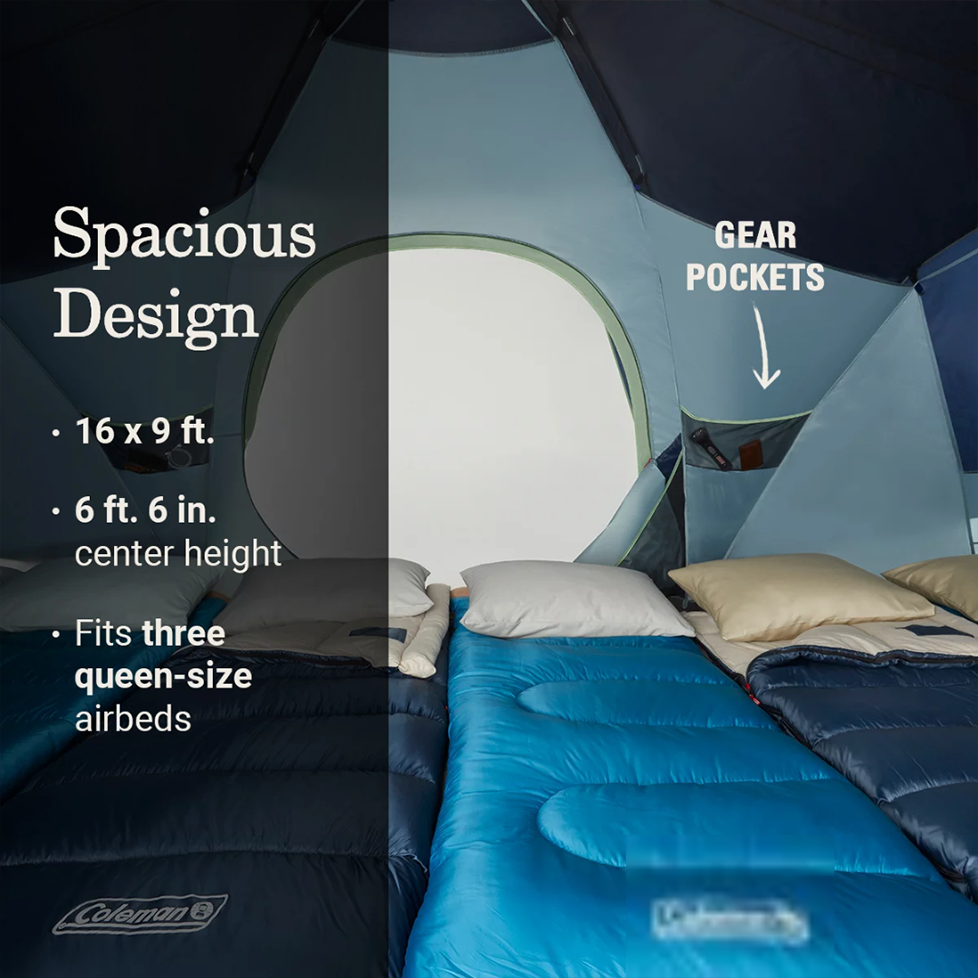 Spacious
Design
• 16 x 9 ft.
• 6 ft. 6 in.
center height
• Fits three
queen-size
airbeds
GEAR
POCKETS
Coleman